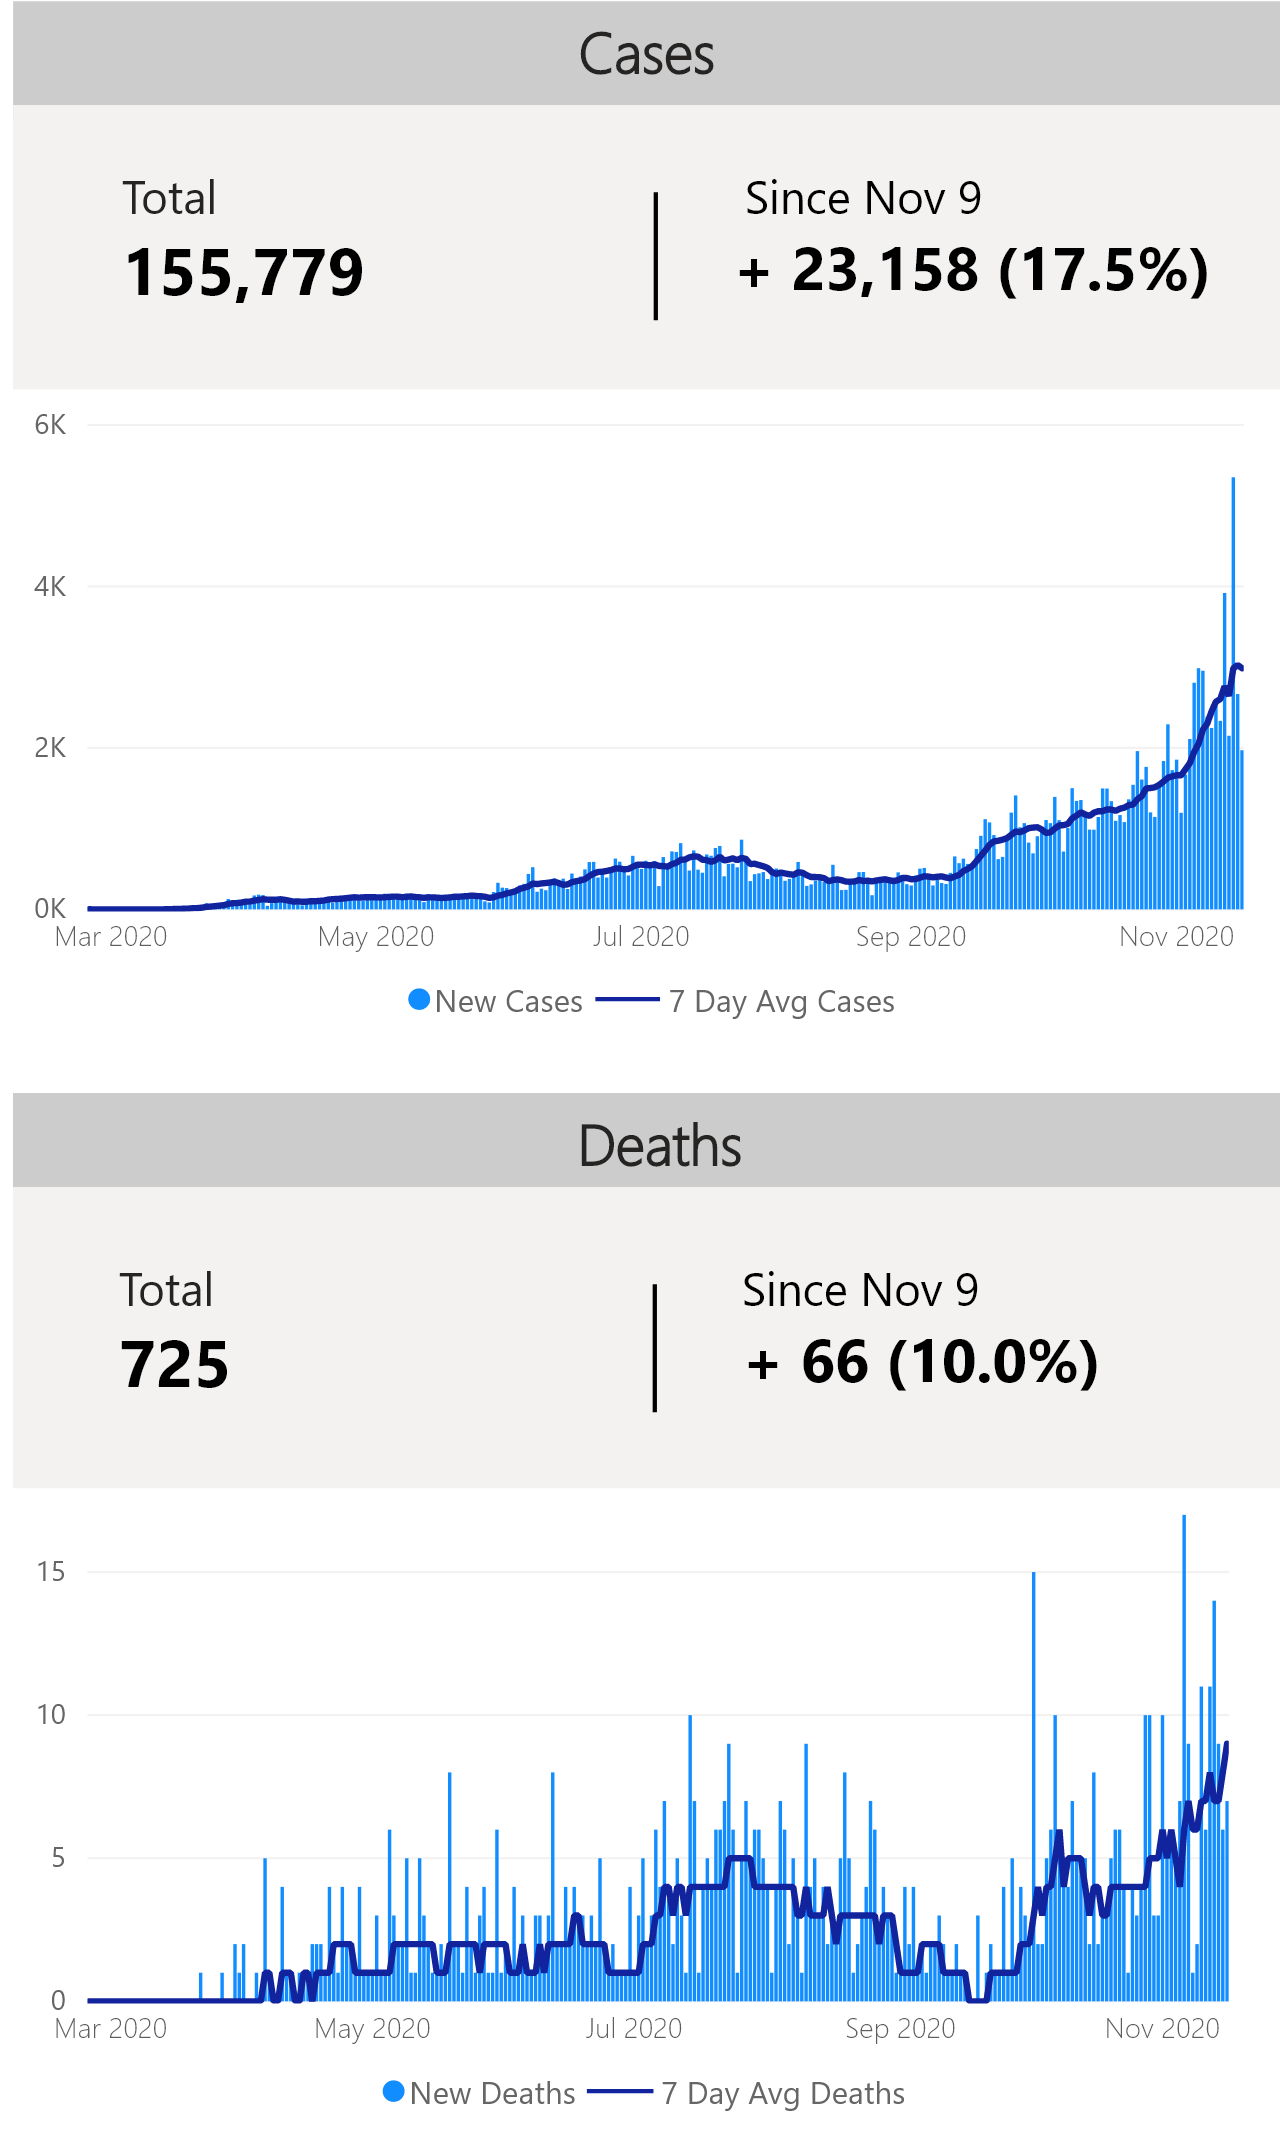 Cases
Total
Since Nov 9
155,779
+ 23,158 (17.5%)
6K
4K
2K
0K
Mar 2020 May 2020 Jul 2020 Sep 2020 Nov 2020
New Cases 7 Day Avg Cases
Deaths
Total
Since Nov 9
725
+ 66 (10.0%)
15
10
5
0
Mar 2020 May 2020 Jul 2020 Sep 2020 Nov 2020
New Deaths 7 Day Avg Deaths